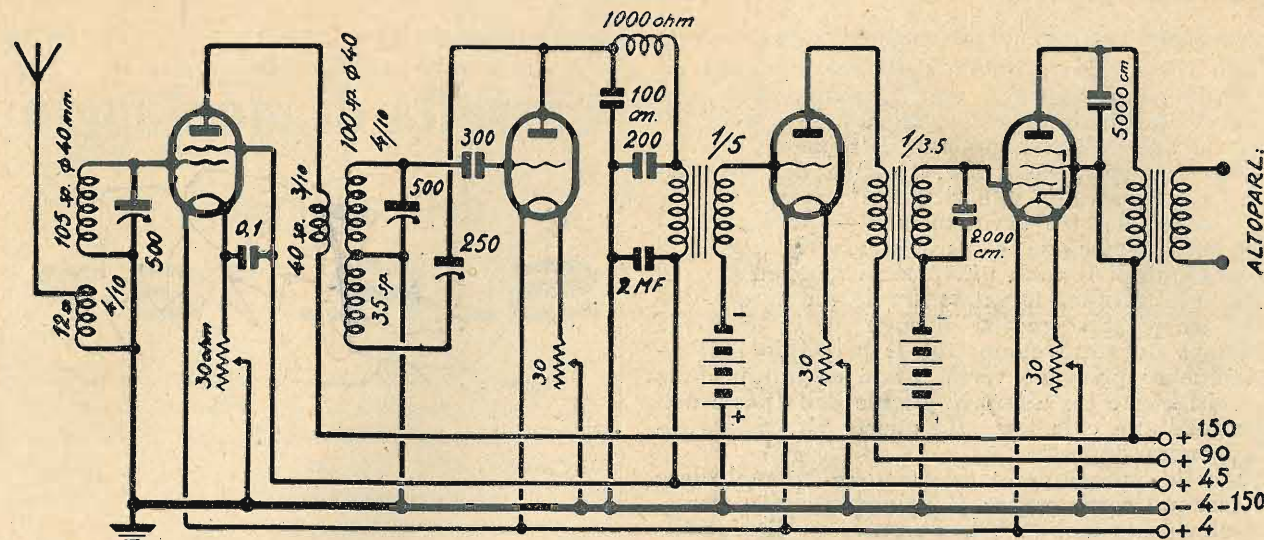 105 sp. φ 40 mm.
500
12 sp
4/10
0.1
30 ohm
40 sp. 3/10
100 sp. φ 40
4/10
35 sp.
500
250
300
30
1000 ohm
100
cm.
200
2 MF
1/5
-
+
30
1/3.5
2000
cm.
+
30
5000 cm
ALTOPARL:
+ 150
+ 90
+ 45
- 4-150
+ 4